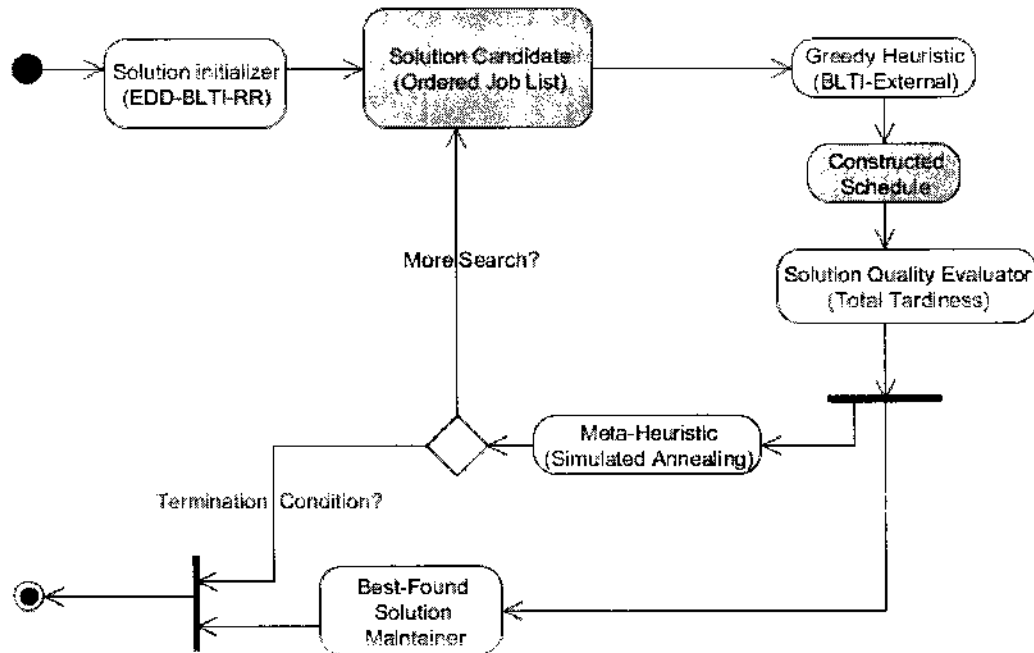 Solution Initializer
(EDD-BLTI-RR)
Solution Candidate
(Ordered Job List)
Greedy Heuristic
(BLTI-External)
Constructed
Schedule
Solution Quality Evaluator
(Total Tardiness)
More Search?
Meta-Heuristic
(Simulated Annealing)
Termination Condition?
Best-Found
Solution
Maintainer